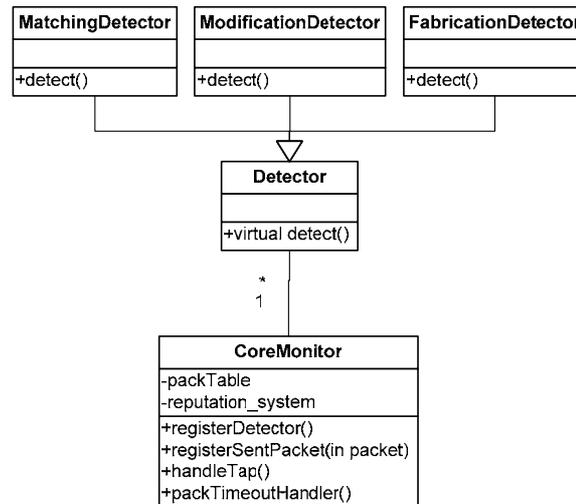 MatchingDetector
ModificationDetector
FabricationDetector
+detect()
+detect()
+detect()
Detector
+virtual detect()
*
1
CoreMonitor
-packTable
-reputation_system
+registerDetector()
+registerSentPacket(in packet)
+handleTap()
+packTimeoutHandler()